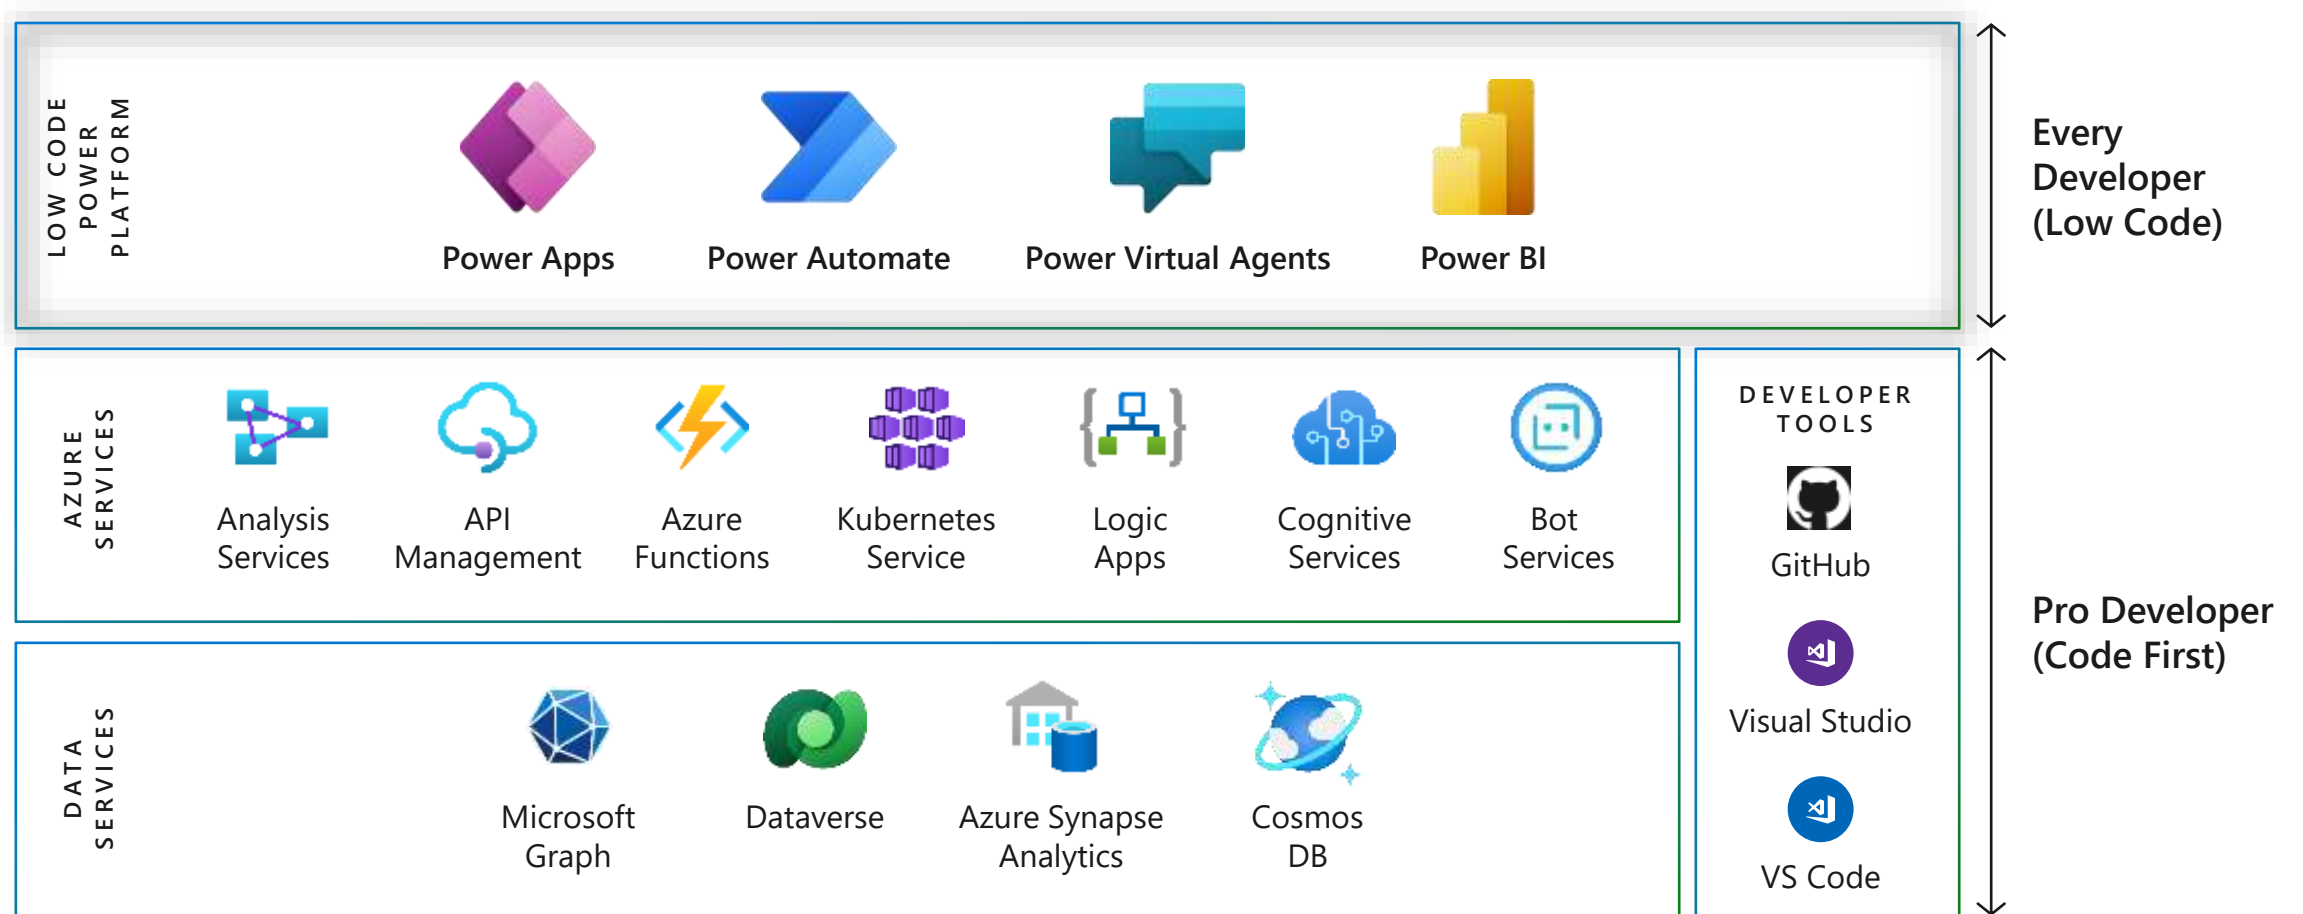 LOW CODE
POWER
PLATFORM
Power Apps
Power Automate
Power Virtual Agents
Power BI
Every
Developer
(Low Code)
AZURE
SERVICES
Analysis
Services
API
Management
Azure
Functions
Kubernetes
Service
Logic
Apps
Cognitive
Services
Bot
Services
DEVELOPER
TOOLS
GitHub
Visual Studio
VS Code
Pro Developer
(Code First)
DATA
SERVICES
Microsoft
Graph
Dataverse
Azure Synapse
Analytics
Cosmos
DB